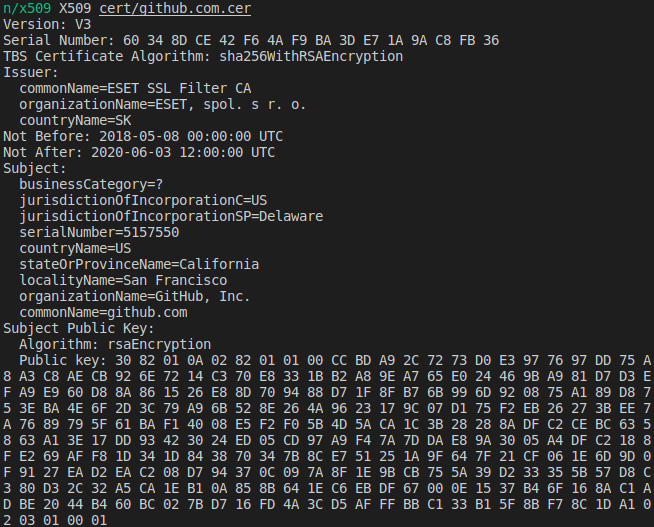 n/x509 X509 cert/github.com.cer
Version: V3
Serial Number: 60 34 8D CE 42 F6 4A F9 BA 3D E7 1A 9A C8 FB 36
TBS Certificate Algorithm: sha256WithRSAEncryption
Issuer:
  commonName=ESET SSL Filter CA
  organizationName=ESET, spol. s r. o.
  countryName=SK
Not Before: 2018-05-08 00:00:00 UTC
Not After: 2020-06-03 12:00:00 UTC
Subject:
  businessCategory=?
  jurisdictionOfIncorporationC=US
  jurisdictionOfIncorporationSP=Delaware
  serialNumber=5157550
  countryName=US
  stateOrProvinceName=California
  localityName=San Francisco
  organizationName=GitHub, Inc.
  commonName=github.com
Subject Public Key:
  Algorithm: rsaEncryption
  Public key: 30 82 01 0A 02 82 01 01 00 CC BD A9 2C 72 73 D0 E3 97 76 97 DD 75 A
8 A3 C8 AE CB 92 6E 72 14 C3 70 E8 33 1B B2 A8 9E A7 65 E0 24 46 9B A9 81 D7 D3 E
F A9 E9 60 D8 8A 86 15 26 E8 8D 70 94 88 D7 1F 8F B7 6B 99 6D 92 08 75 A1 89 D8 7
5 3E BA 4E 6F 2D 3C 79 A9 6B 52 8E 26 4A 96 23 17 9C 07 D1 75 F2 EB 26 27 3B EE 7
A 76 89 79 5F 61 BA F1 40 08 E5 F2 F0 5B 4D 5A CA 1C 3B 28 28 8A DF C2 CE BC 63 5
8 63 A1 3E 17 DD 93 42 30 24 ED 05 CD 97 A9 F4 7A 7D DA E8 9A 30 05 A4 DF C2 18 8
F E2 69 AF F8 1D 34 1D 84 38 70 34 7B 8C E7 51 25 1A 9F 64 7F 21 CF 06 1E 6D 9D 0
F 91 27 EA D2 EA C2 08 D7 94 37 0C 09 7A 8F 1E 9B CB 75 5A 39 D2 33 35 5B 57 D8 C
3 80 D3 2C 32 A5 CA 1E B1 0A 85 8B 64 1E C6 EB DF 67 00 0E 15 37 B4 6F 16 8A C1 A
D BE 20 44 B4 60 BC 02 7B D7 16 FD 4A 3C D5 AF FF BB C1 33 B1 5F 8B F7 8C 1D A1 0
2 03 01 00 01